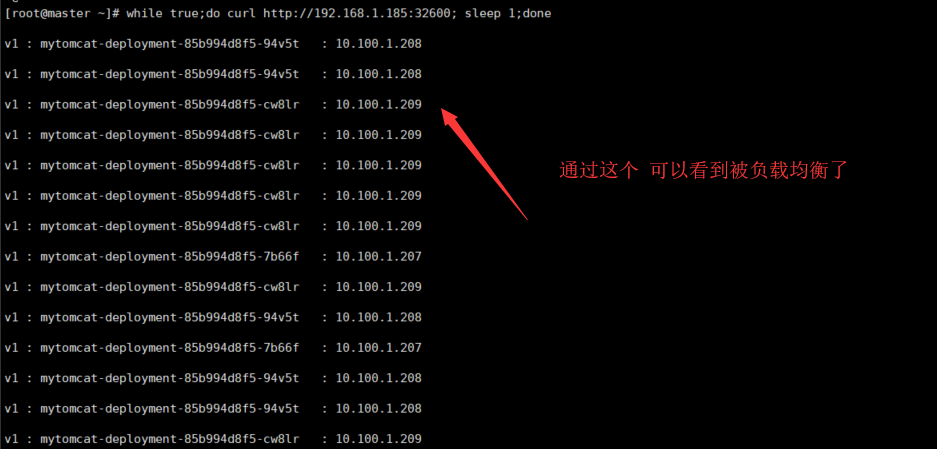 [root@master ~]# while true;do curl http://192.168.1.185:32600; sleep 1;done
v1 : mytomcat-deployment-85b994d8f5-94v5t : 10.100.1.208
v1 : mytomcat-deployment-85b994d8f5-94v5t : 10.100.1.208
v1 : mytomcat-deployment-85b994d8f5-cw8lr : 10.100.1.209
v1 : mytomcat-deployment-85b994d8f5-cw8lr : 10.100.1.209
v1 : mytomcat-deployment-85b994d8f5-cw8lr : 10.100.1.209
通过这个 可以看到被负载均衡了
v1 : mytomcat-deployment-85b994d8f5-cw8lr : 10.100.1.209
v1 : mytomcat-deployment-85b994d8f5-cw8lr : 10.100.1.209
v1 : mytomcat-deployment-85b994d8f5-7b66f : 10.100.1.207
v1 : mytomcat-deployment-85b994d8f5-cw8lr : 10.100.1.209
v1 : mytomcat-deployment-85b994d8f5-94v5t : 10.100.1.208
v1 : mytomcat-deployment-85b994d8f5-7b66f : 10.100.1.207
v1 : mytomcat-deployment-85b994d8f5-94v5t : 10.100.1.208
v1 : mytomcat-deployment-85b994d8f5-94v5t : 10.100.1.208
v1 : mytomcat-deployment-85b994d8f5-cw8lr : 10.100.1.209